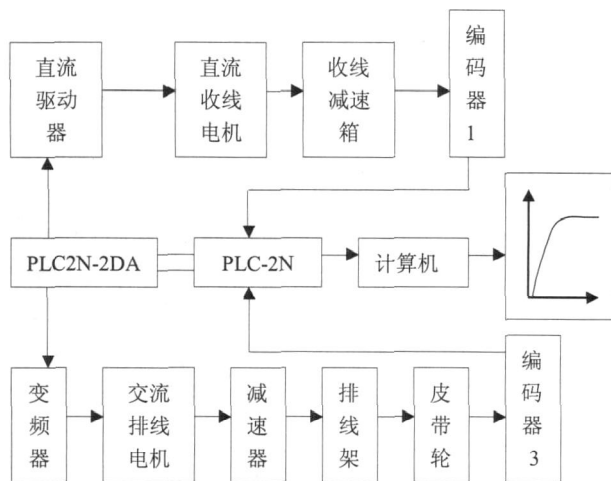 直流
驱动
器
直流
收线
电机
收线
减速
箱
编
码
器
1
PLC2N-2DA
PLC-2N
计算机
变
频
器
交流
排线
电机
减
速
器
排
线
架
皮
带
轮
编
码
器
3